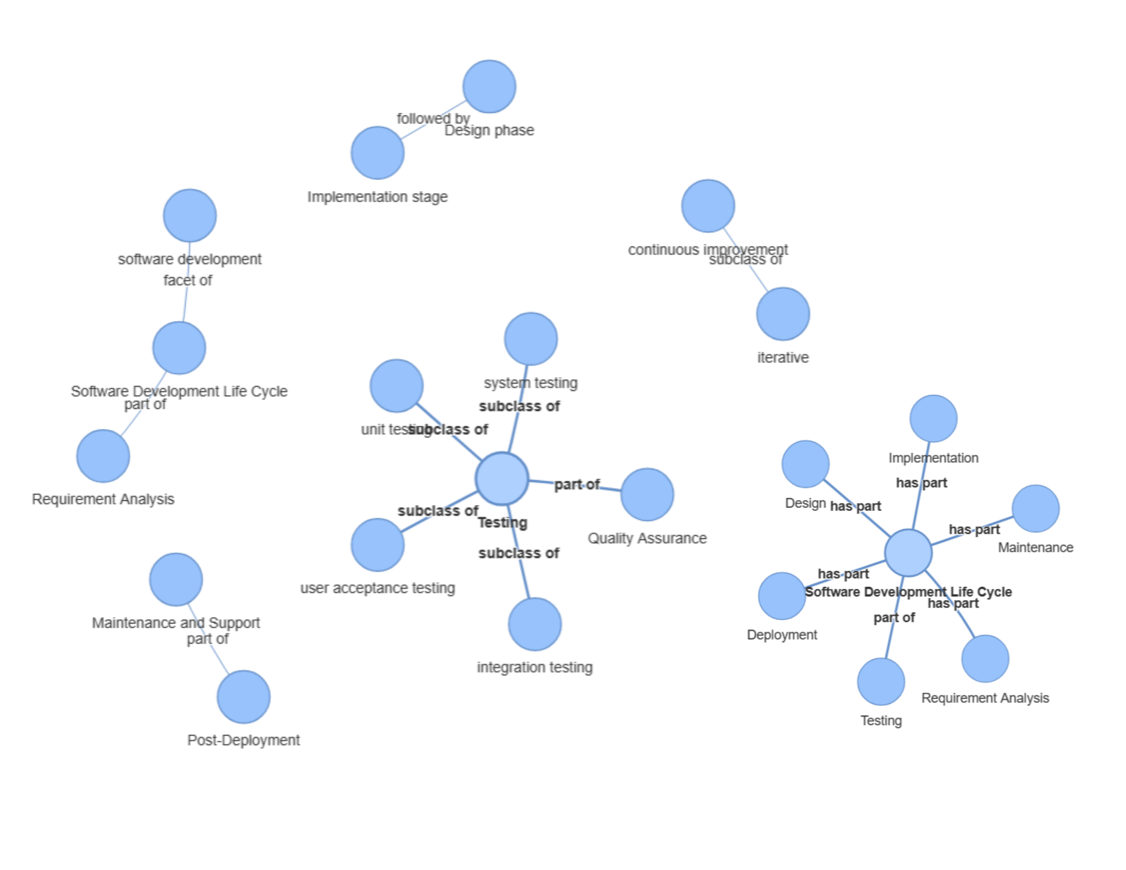 followed by
Design phase
Implementation stage
software development
facet of
Software Development Life Cycle
part of
Requirement Analysis
continuous improvement
subclass of
iterative
system testing
subclass of
unit testing
subclass of
part of
Quality Assurance
subclass of
Testing
subclass of
user acceptance testing
integration testing
Maintenance and Support
part of
Post-Deployment
Implementation
has part
Design
has part
has part
Maintenance
has part
Software Development Life Cycle
has part
part of
Deployment
Requirement Analysis
Testing